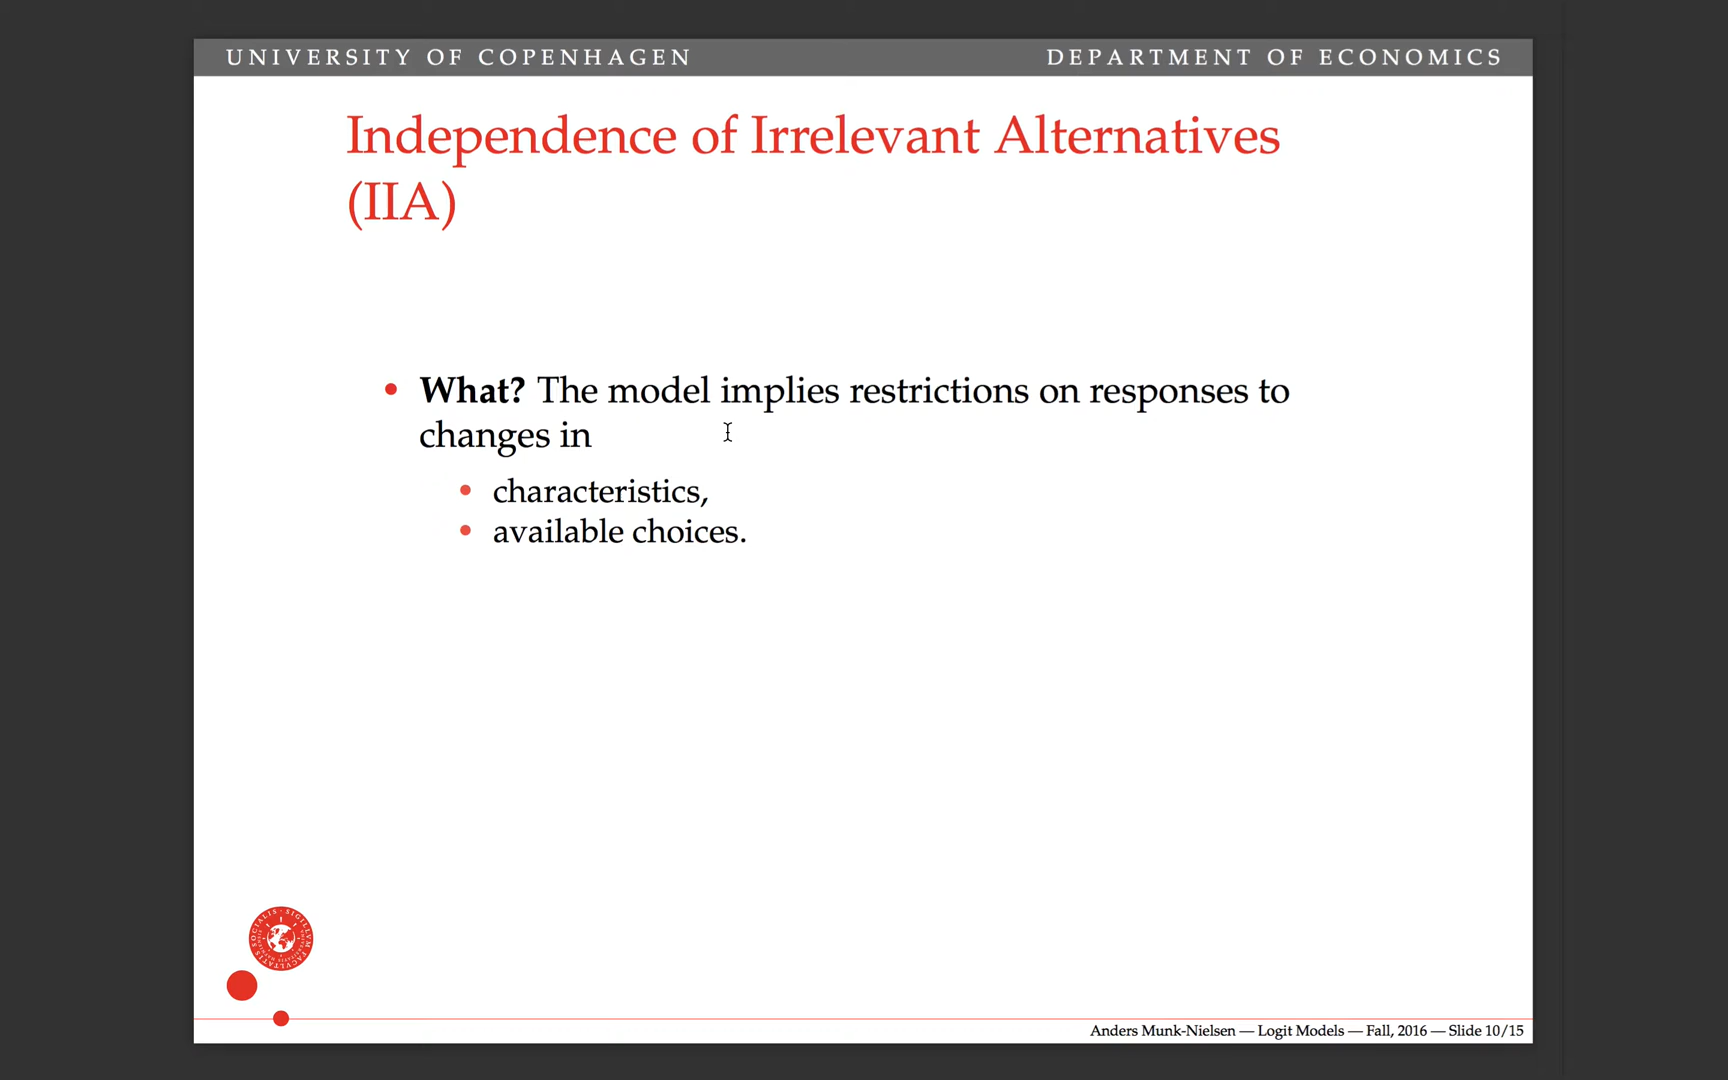 UNIVERSITY OF COPENHAGEN
DEPARTMENT OF ECONOMICS
Independence of Irrelevant Alternatives
(IIA)
• What? The model implies restrictions on responses to
changes in
• characteristics,
• available choices.
Anders Munk-Nielsen — Logit Models — Fall, 2016 — Slide 10/15